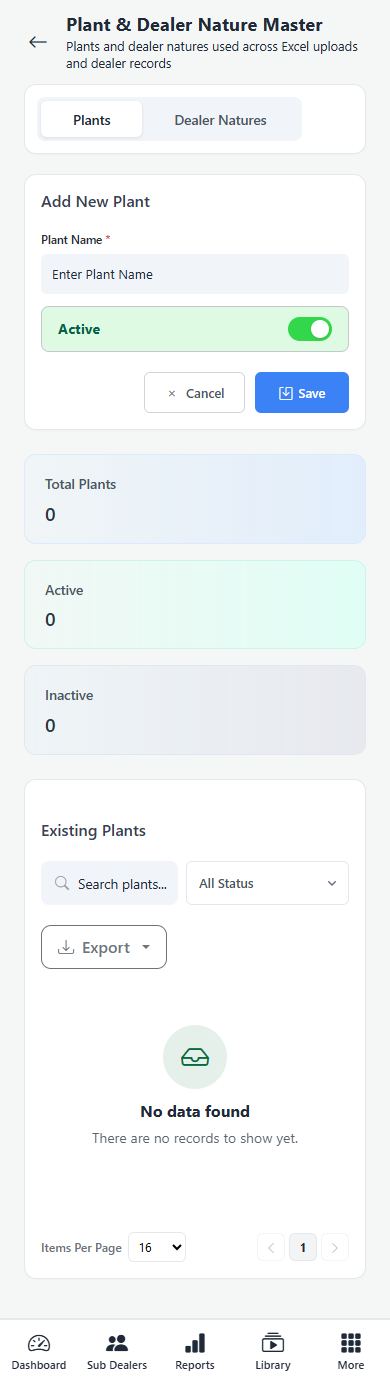 Plant & Dealer Nature Master
Plants and dealer natures used across Excel uploads
and dealer records
Plants
Dealer Natures
Add New Plant
Plant Name *
Enter Plant Name
Active
× Cancel
Save
Total Plants
0
Active
0
Inactive
0
Existing Plants
Search plants...
All Status
Export
No data found
There are no records to show yet.
Items Per Page
16
1
Dashboard
Sub Dealers
Reports
Library
More